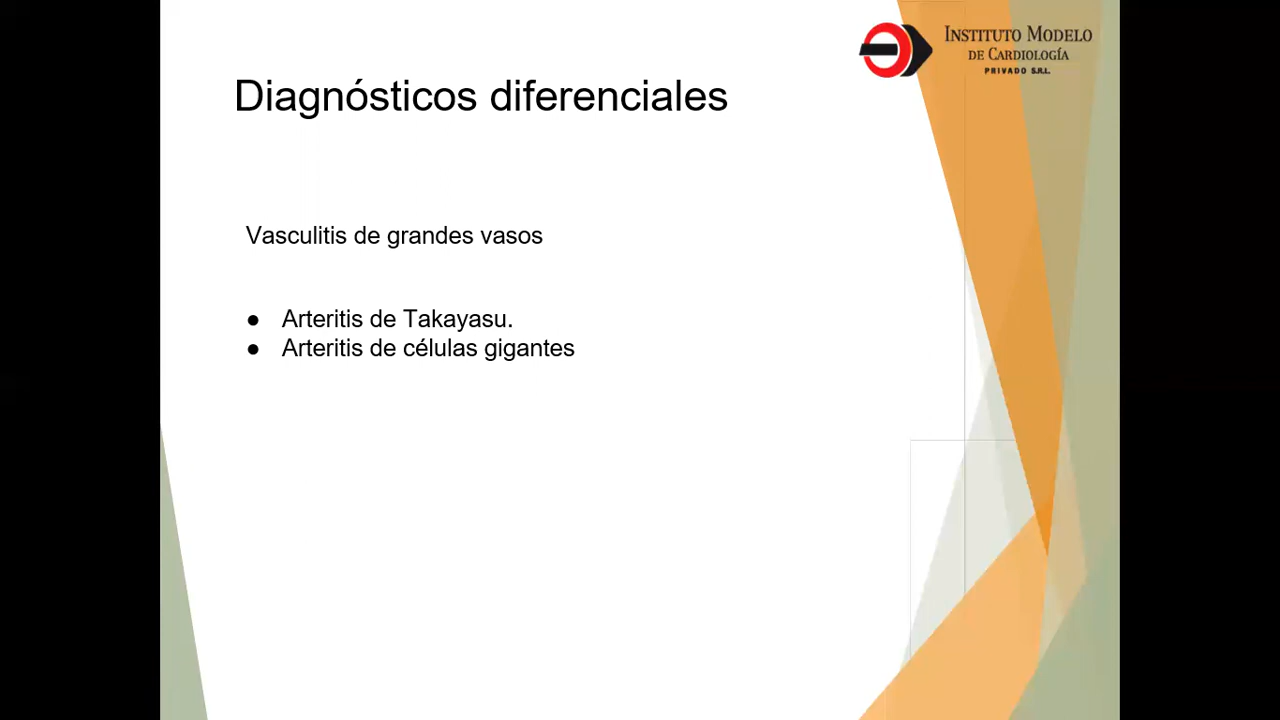 INSTITUTO MODELO
DE CARDIOLOGÍA
PRIVADO S.R.L.
Diagnósticos diferenciales
Vasculitis de grandes vasos
● Arteritis de Takayasu.
● Arteritis de células gigantes